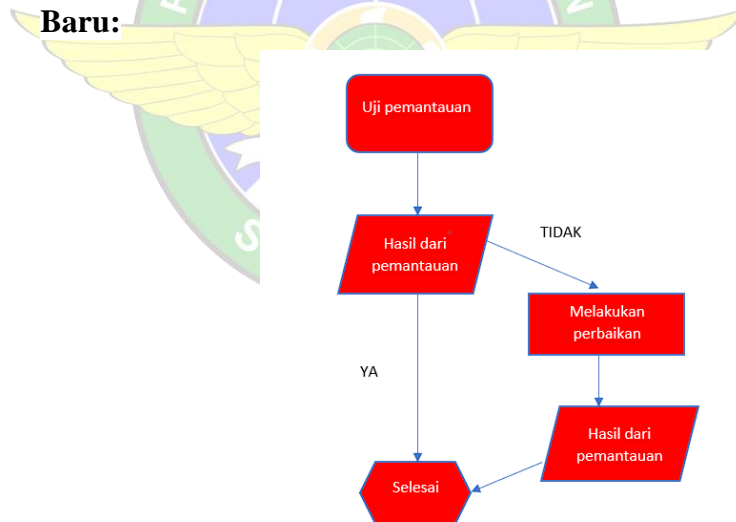 Baru:
Uji pemantauan
Hasil dari
pemantauan
TIDAK
Melakukan
perbaikan
YA
Hasil dari
pemantauan
Selesai